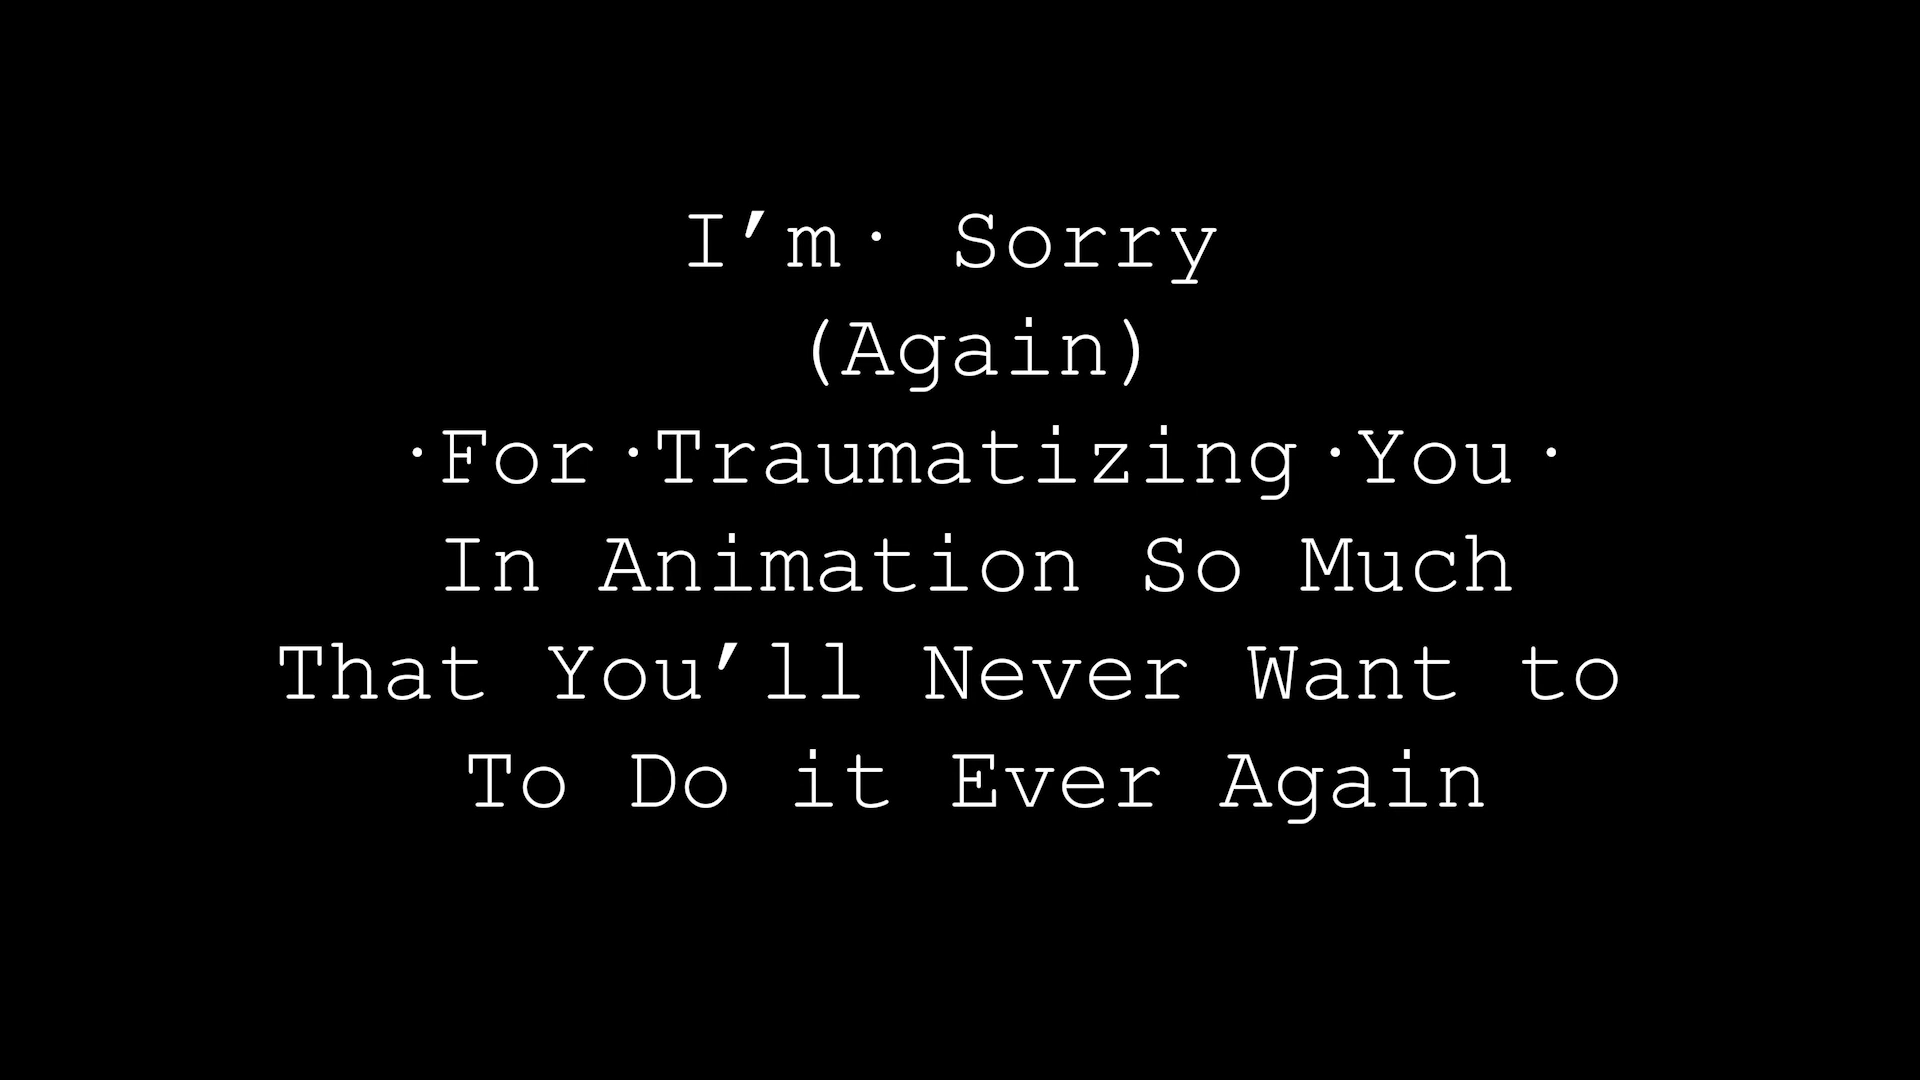 I’m· Sorry
(Again)
·For·Traumatizing·You·
In Animation So Much
That You’ll Never Want to
To Do it Ever Again